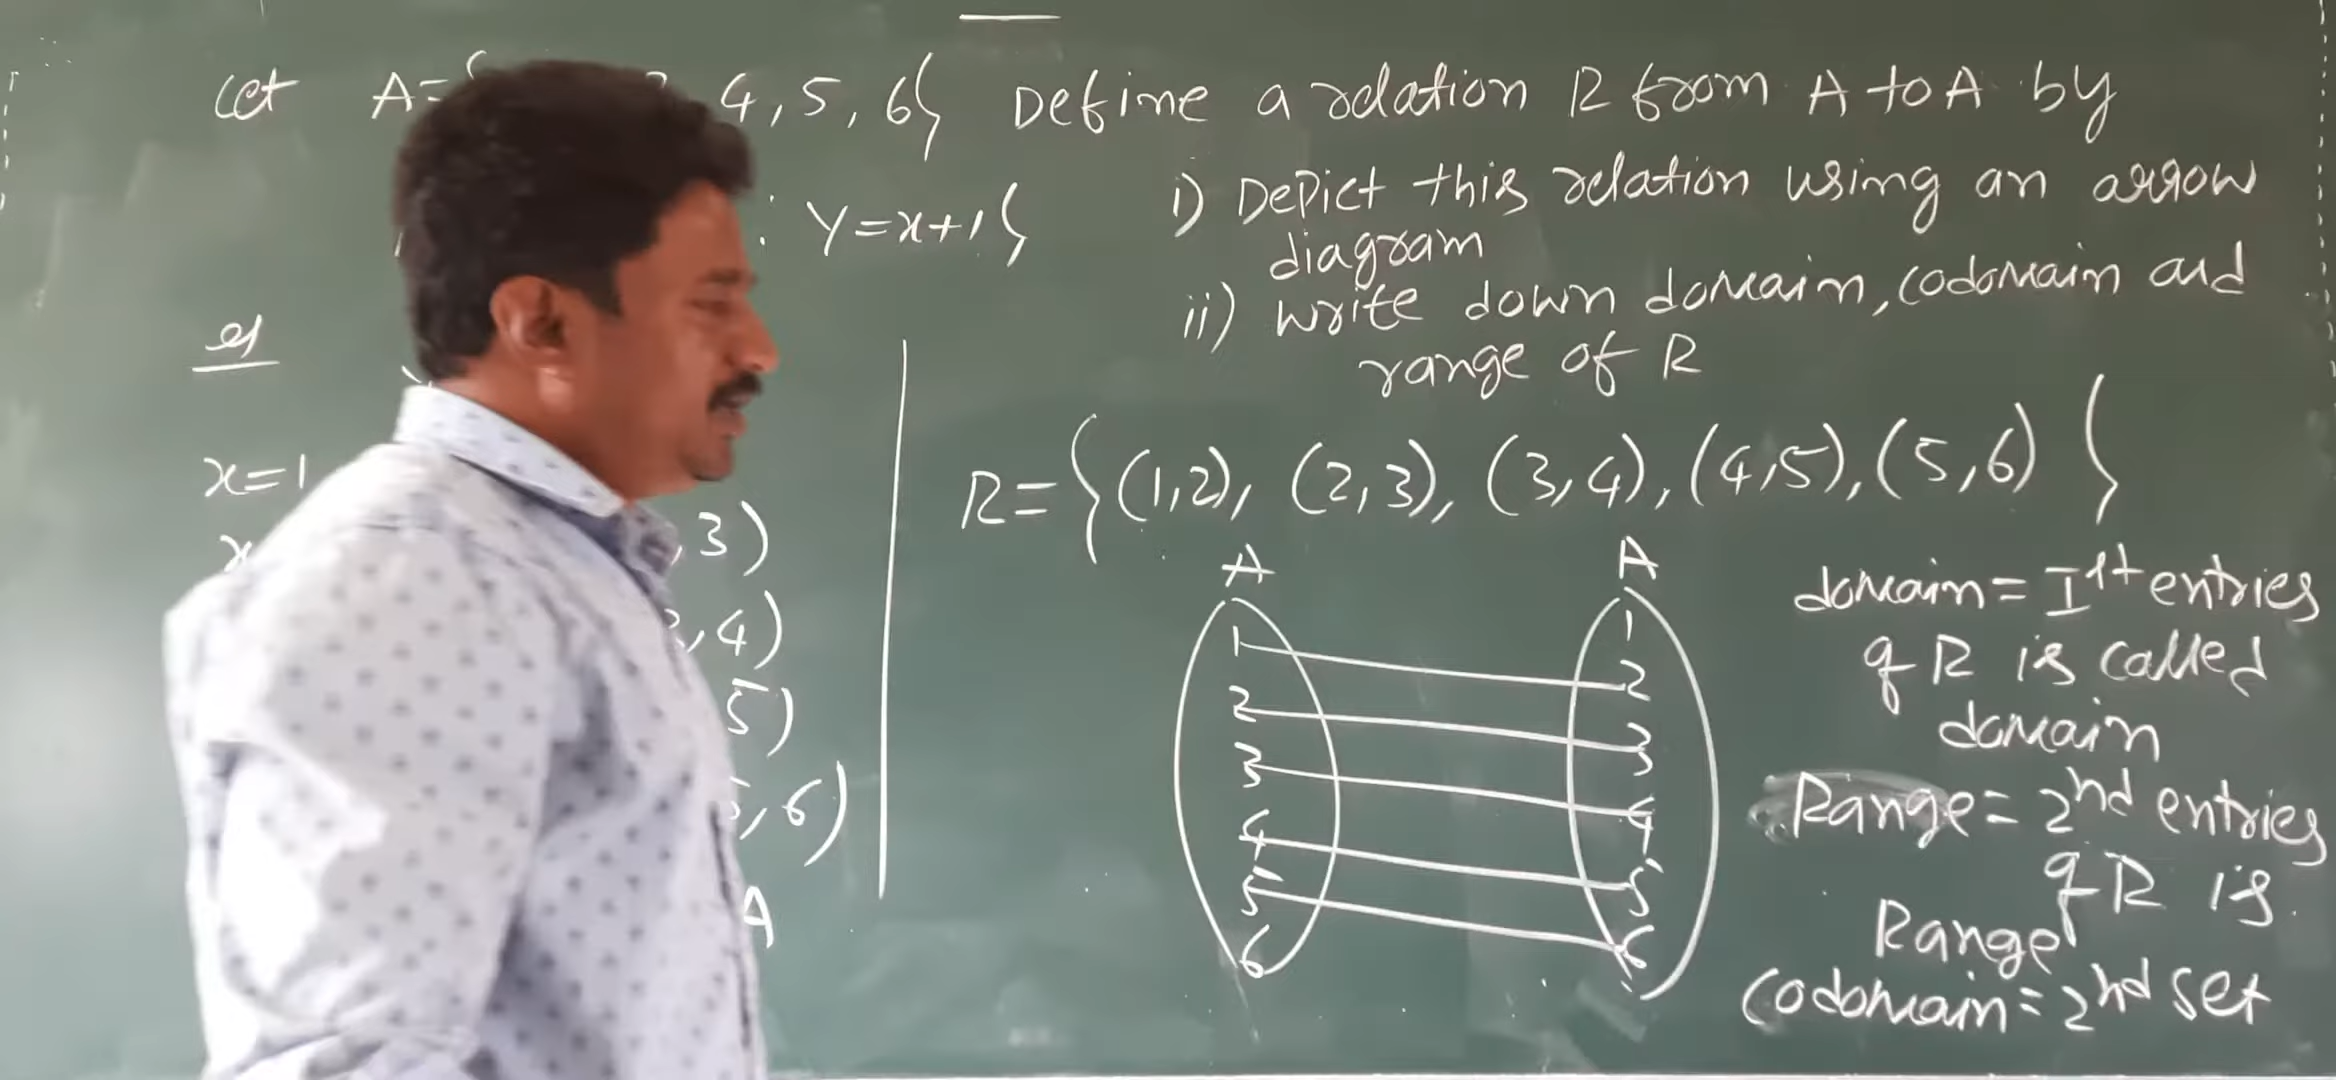 Let A={ 4, 5, 6} Define a relation R from A to A by
: Y=x+1}
i) Depict this relation using an arrow
diagram
ii) write down domain, codomain and
range of R
x=1
x
, 3)
, 4)
5)
, 6)
A
R={(1,2), (2,3), (3,4), (4,5), (5,6) }
A A
1 1
2 2
3 3
4 4
5 5
6 6
domain = Ist entries
of R is called
domain
Range = 2nd entries
of R is
Range
Codomain = 2nd set